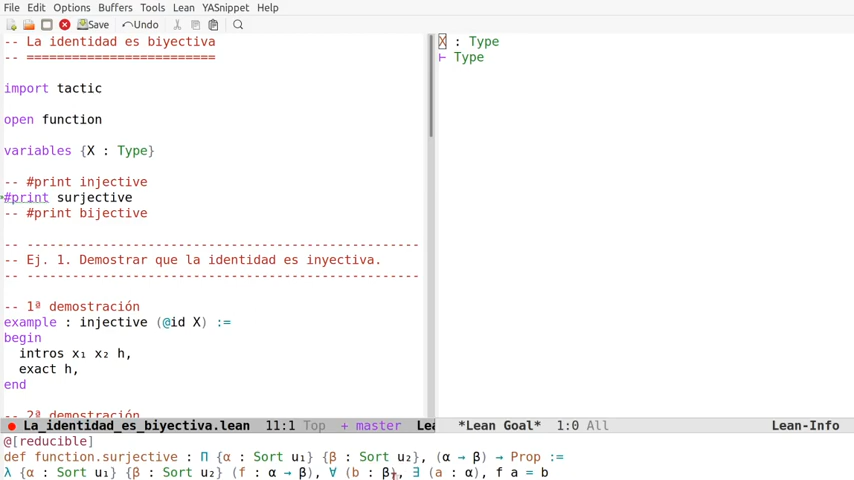 File Edit Options Buffers Tools Lean YASnippet Help
Save Undo
-- La identidad es biyectiva
-- =========================
import tactic
open function
variables {X : Type}
-- #print injective
#print surjective
-- #print bijective
-- ----------------------------------------------------
-- Ej. 1. Demostrar que la identidad es inyectiva.
-- ----------------------------------------------------
-- 1ª demostración
example : injective (@id X) :=
begin
  intros x₁ x₂ h,
  exact h,
end
-- 2ª demostración
La_identidad_es_biyectiva.lean 11:1 Top + master Lea
X : Type
⊢ Type
*Lean Goal* 1:0 All Lean-Info
@[reducible]
def function.surjective : Π {α : Sort u₁} {β : Sort u₂}, (α → β) → Prop :=
λ {α : Sort u₁} {β : Sort u₂} (f : α → β), ∀ (b : β), ∃ (a : α), f a = b